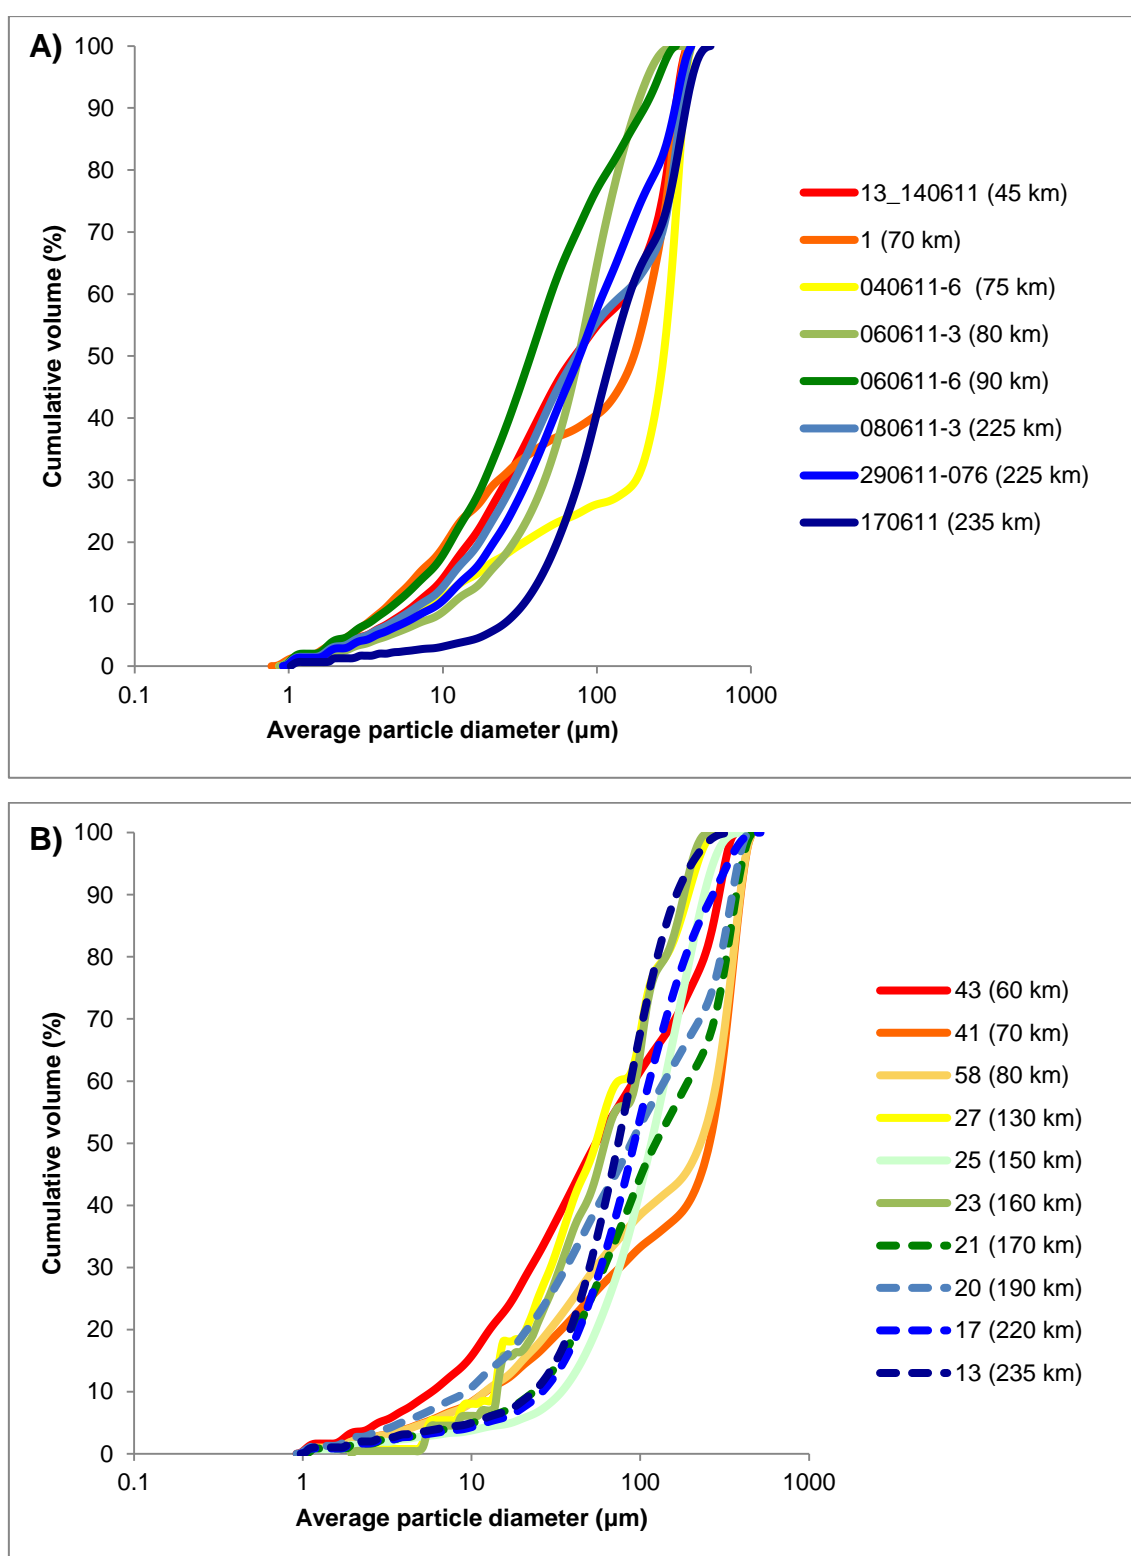 A)
100
90
80
70
60
50
40
30
20
10
0
Cumulative volume (%)
0.1 1 10 100 1000
Average particle diameter (µm)
13_140611 (45 km)
1 (70 km)
040611-6 (75 km)
060611-3 (80 km)
060611-6 (90 km)
080611-3 (225 km)
290611-076 (225 km)
170611 (235 km)
B)
100
90
80
70
60
50
40
30
20
10
0
Cumulative volume (%)
0.1 1 10 100 1000
Average particle diameter (µm)
43 (60 km)
41 (70 km)
58 (80 km)
27 (130 km)
25 (150 km)
23 (160 km)
21 (170 km)
20 (190 km)
17 (220 km)
13 (235 km)